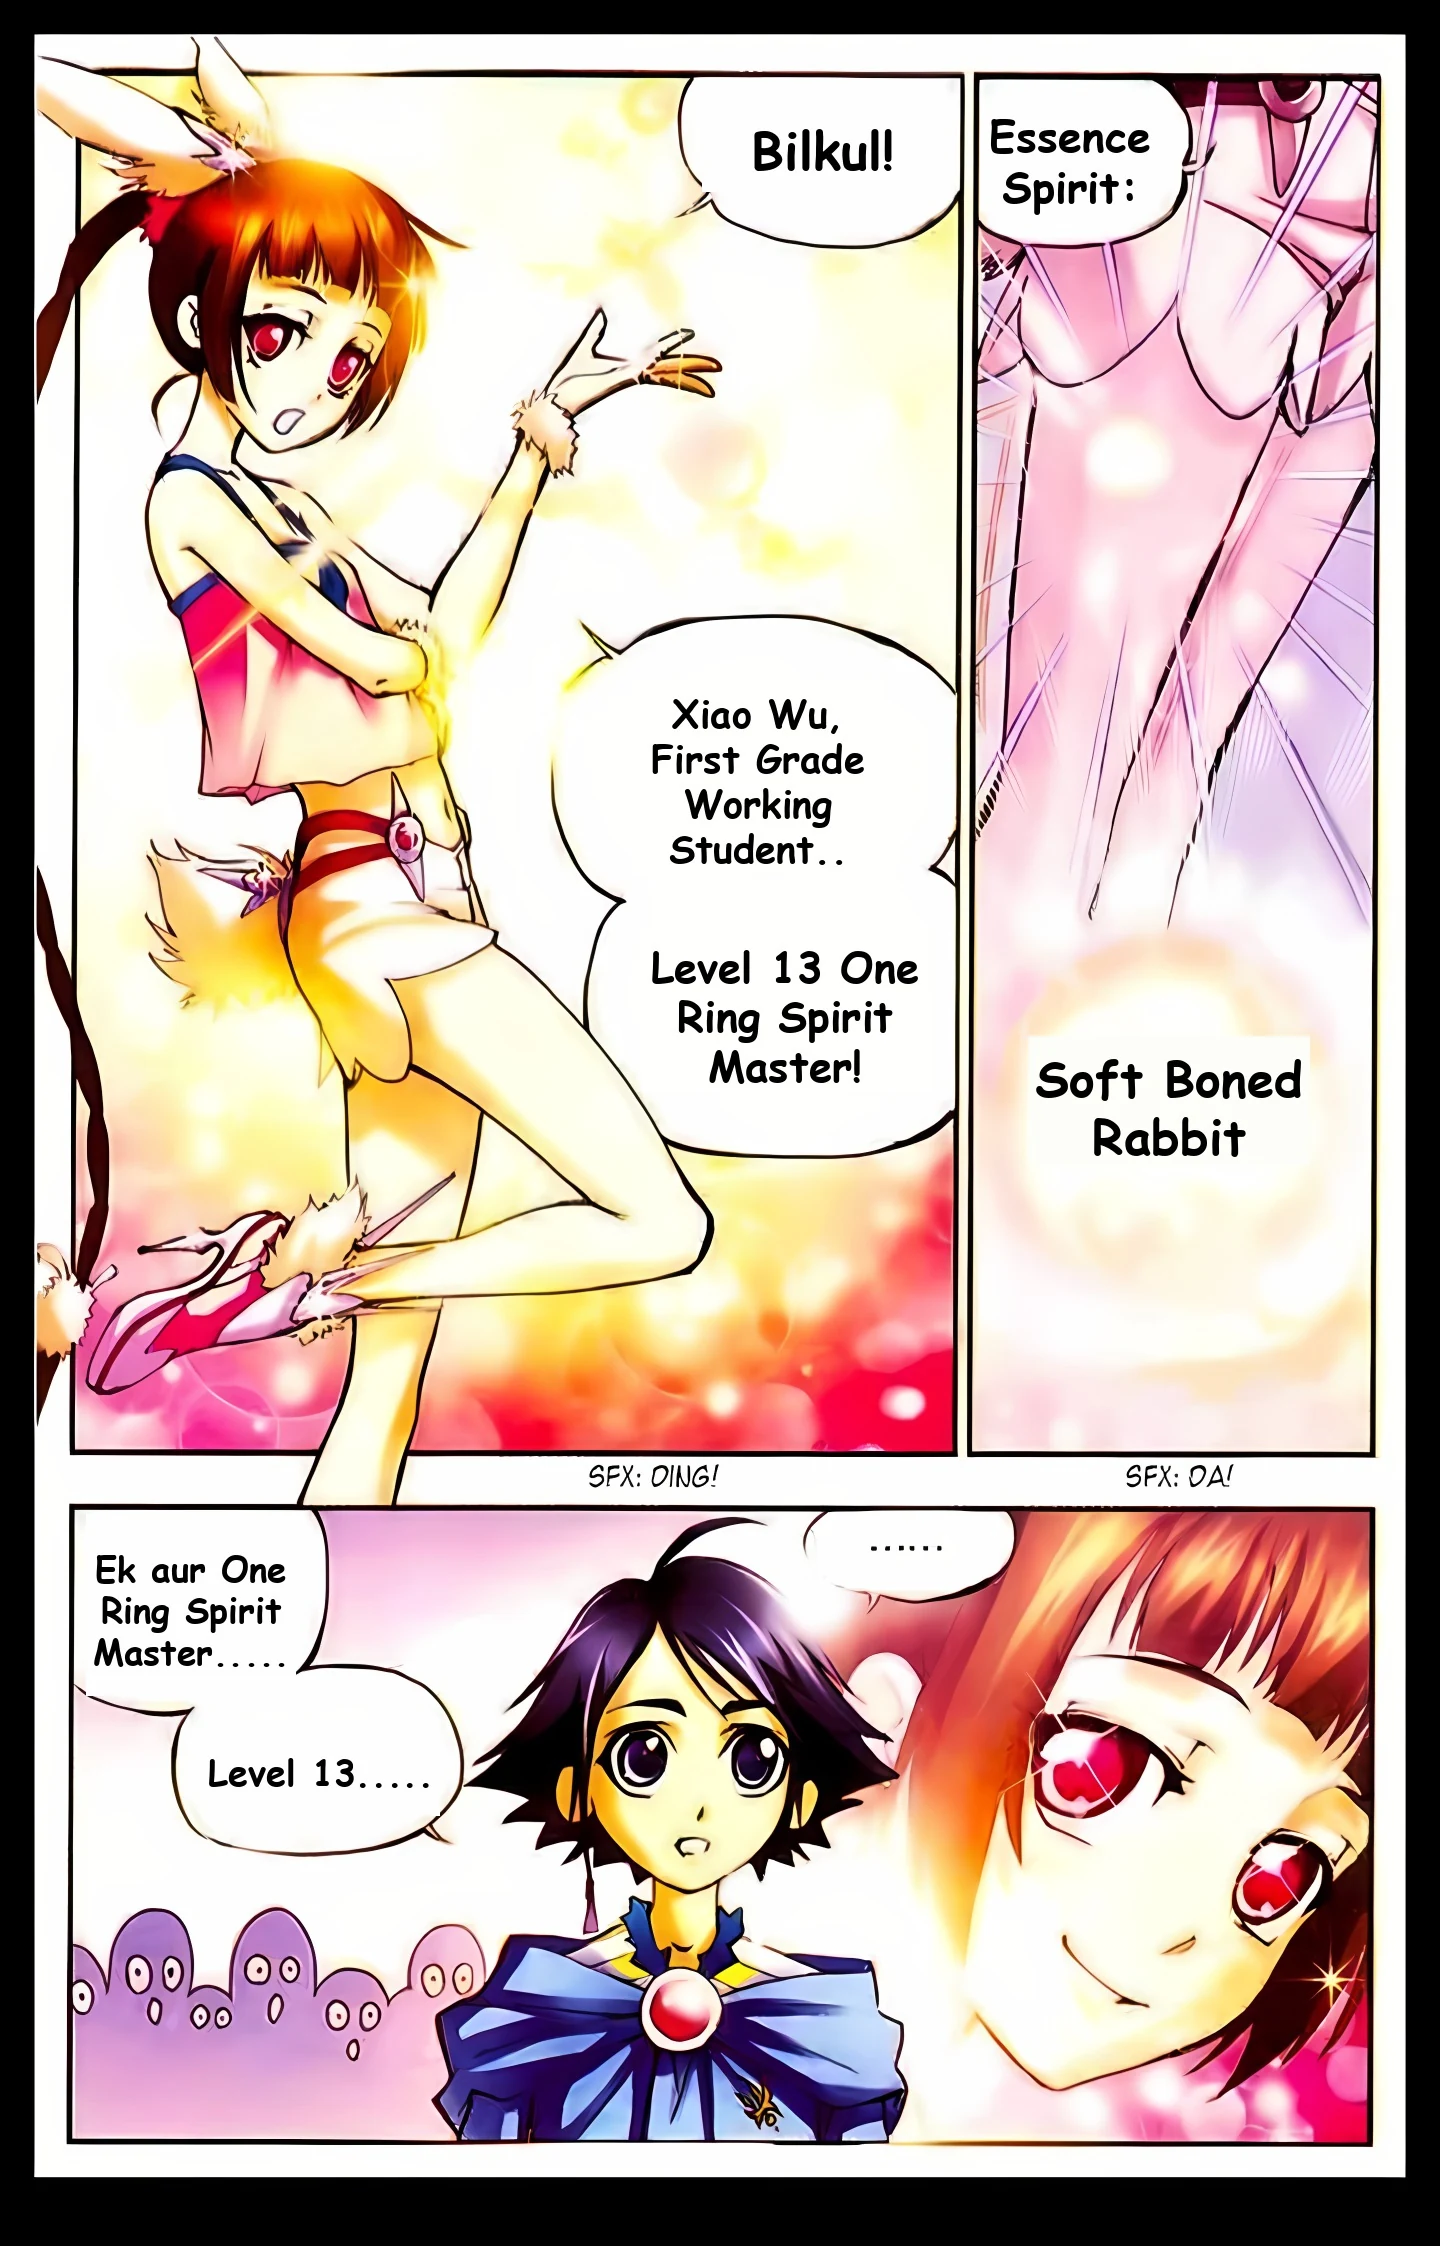 Bilkul!
Essence
Spirit:
Xiao Wu,
First Grade
Working
Student..
Level 13 One
Ring Spirit
Master!
Soft Boned
Rabbit
SFX: DING!
SFX: DA!
Ek aur One
Ring Spirit
Master.....
Level 13.....
......